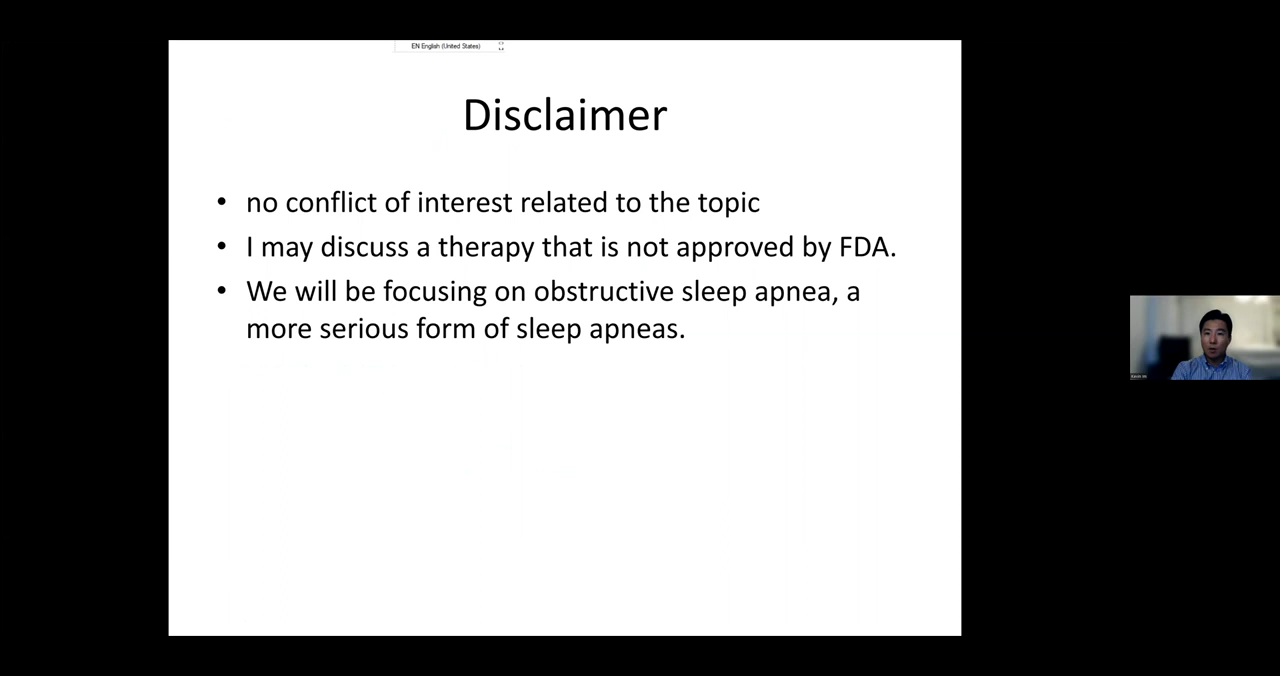 EN English (United States)
Disclaimer
• no conflict of interest related to the topic
• I may discuss a therapy that is not approved by FDA.
• We will be focusing on obstructive sleep apnea, a
more serious form of sleep apneas.